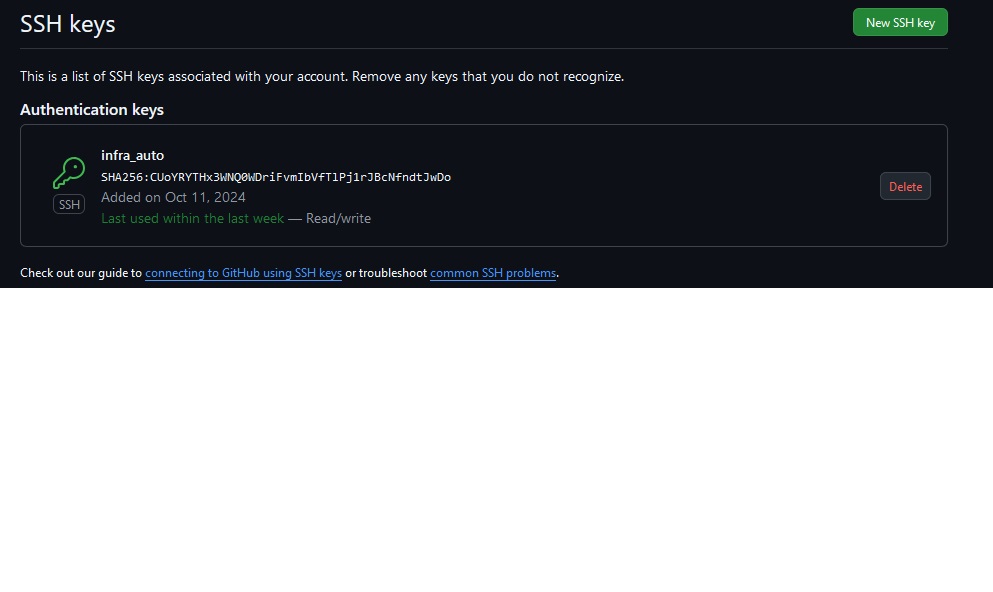 SSH keys
New SSH key
This is a list of SSH keys associated with your account. Remove any keys that you do not recognize.
Authentication keys
infra_auto
SHA256:CUoYRYTHx3WNQ0WDriFvmIbVfTlPj1rJBcNfndtJwDo
Added on Oct 11, 2024
Last used within the last week — Read/write
SSH
Delete
Check out our guide to connecting to GitHub using SSH keys or troubleshoot common SSH problems.